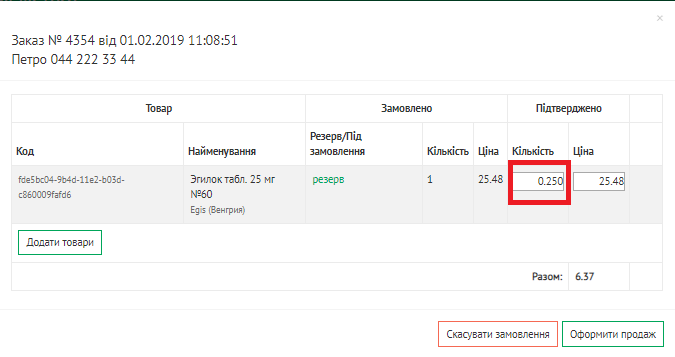 ×
Заказ № 4354 від 01.02.2019 11:08:51
Петро 044 222 33 44
Товар Замовлено Підтверджено
Код Найменування Резерв/Під замовлення Кількість Ціна Кількість Ціна
fde5bc04-9b4d-11e2-b03d-
c860009fafd6
Эгилок табл. 25 мг
№60
Egis (Венгрия)
резерв 1 25.48 0.250 25.48
Додати товари
Разом: 6.37
Скасувати замовлення Оформити продаж